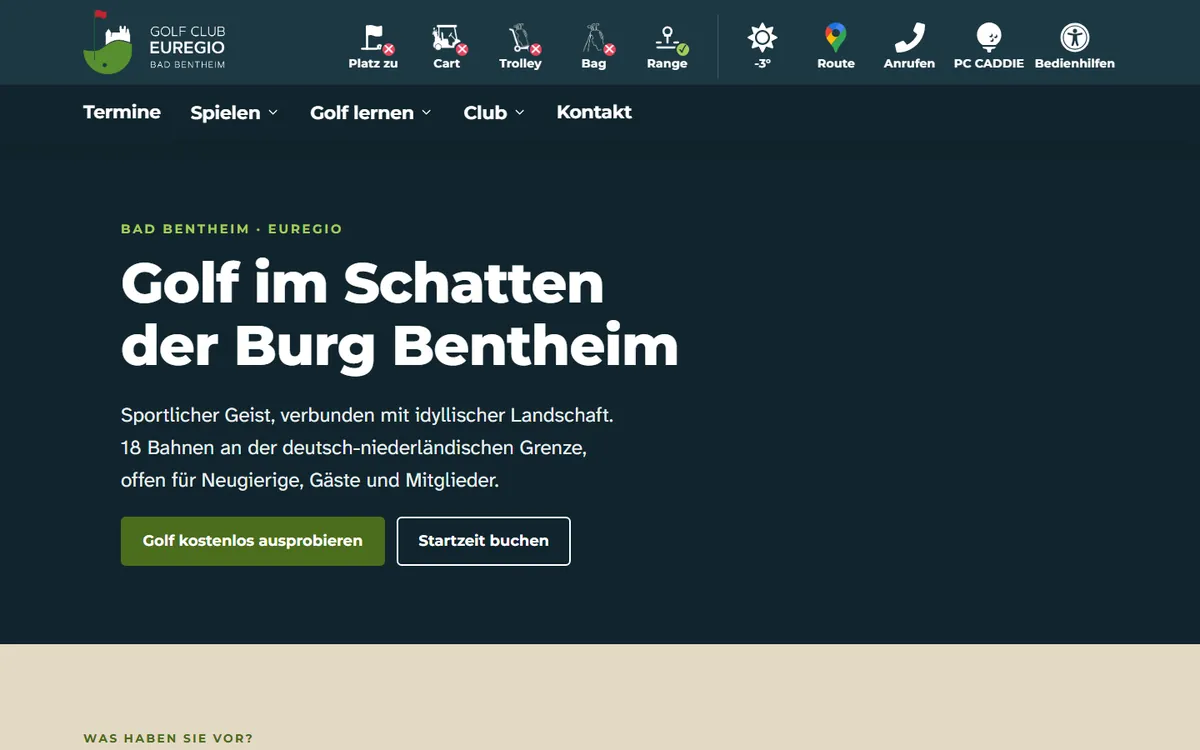 GOLF CLUB
EUREGIO
BAD BENTHEIM
Platz zu
Cart
Trolley
Bag
Range
-3°
Route
Anrufen
PC CADDIE
Bedienhilfen
Termine
Spielen
Golf lernen
Club
Kontakt
BAD BENTHEIM · EUREGIO
Golf im Schatten
der Burg Bentheim
Sportlicher Geist, verbunden mit idyllischer Landschaft.
18 Bahnen an der deutsch-niederländischen Grenze,
offen für Neugierige, Gäste und Mitglieder.
Golf kostenlos ausprobieren
Startzeit buchen
WAS HABEN SIE VOR?